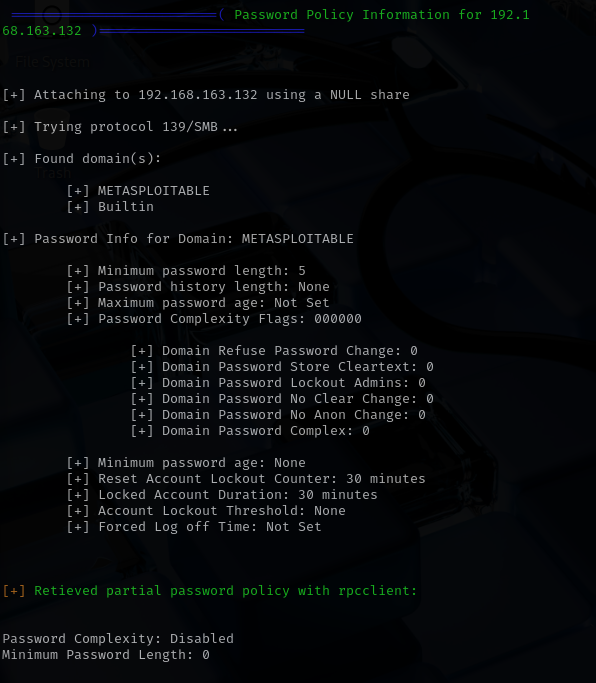 =========================( Password Policy Information for 192.1
68.163.132 )=========================
File System
[+] Attaching to 192.168.163.132 using a NULL share
[+] Trying protocol 139/SMB...
[+] Found domain(s):
Trash
[+] METASPLOITABLE
[+] Builtin
[+] Password Info for Domain: METASPLOITABLE
[+] Minimum password length: 5
[+] Password history length: None
[+] Maximum password age: Not Set
[+] Password Complexity Flags: 000000
[+] Domain Refuse Password Change: 0
[+] Domain Password Store Cleartext: 0
[+] Domain Password Lockout Admins: 0
[+] Domain Password No Clear Change: 0
[+] Domain Password No Anon Change: 0
[+] Domain Password Complex: 0
[+] Minimum password age: None
[+] Reset Account Lockout Counter: 30 minutes
[+] Locked Account Duration: 30 minutes
[+] Account Lockout Threshold: None
[+] Forced Log off Time: Not Set
[+] Retieved partial password policy with rpcclient:
Password Complexity: Disabled
Minimum Password Length: 0